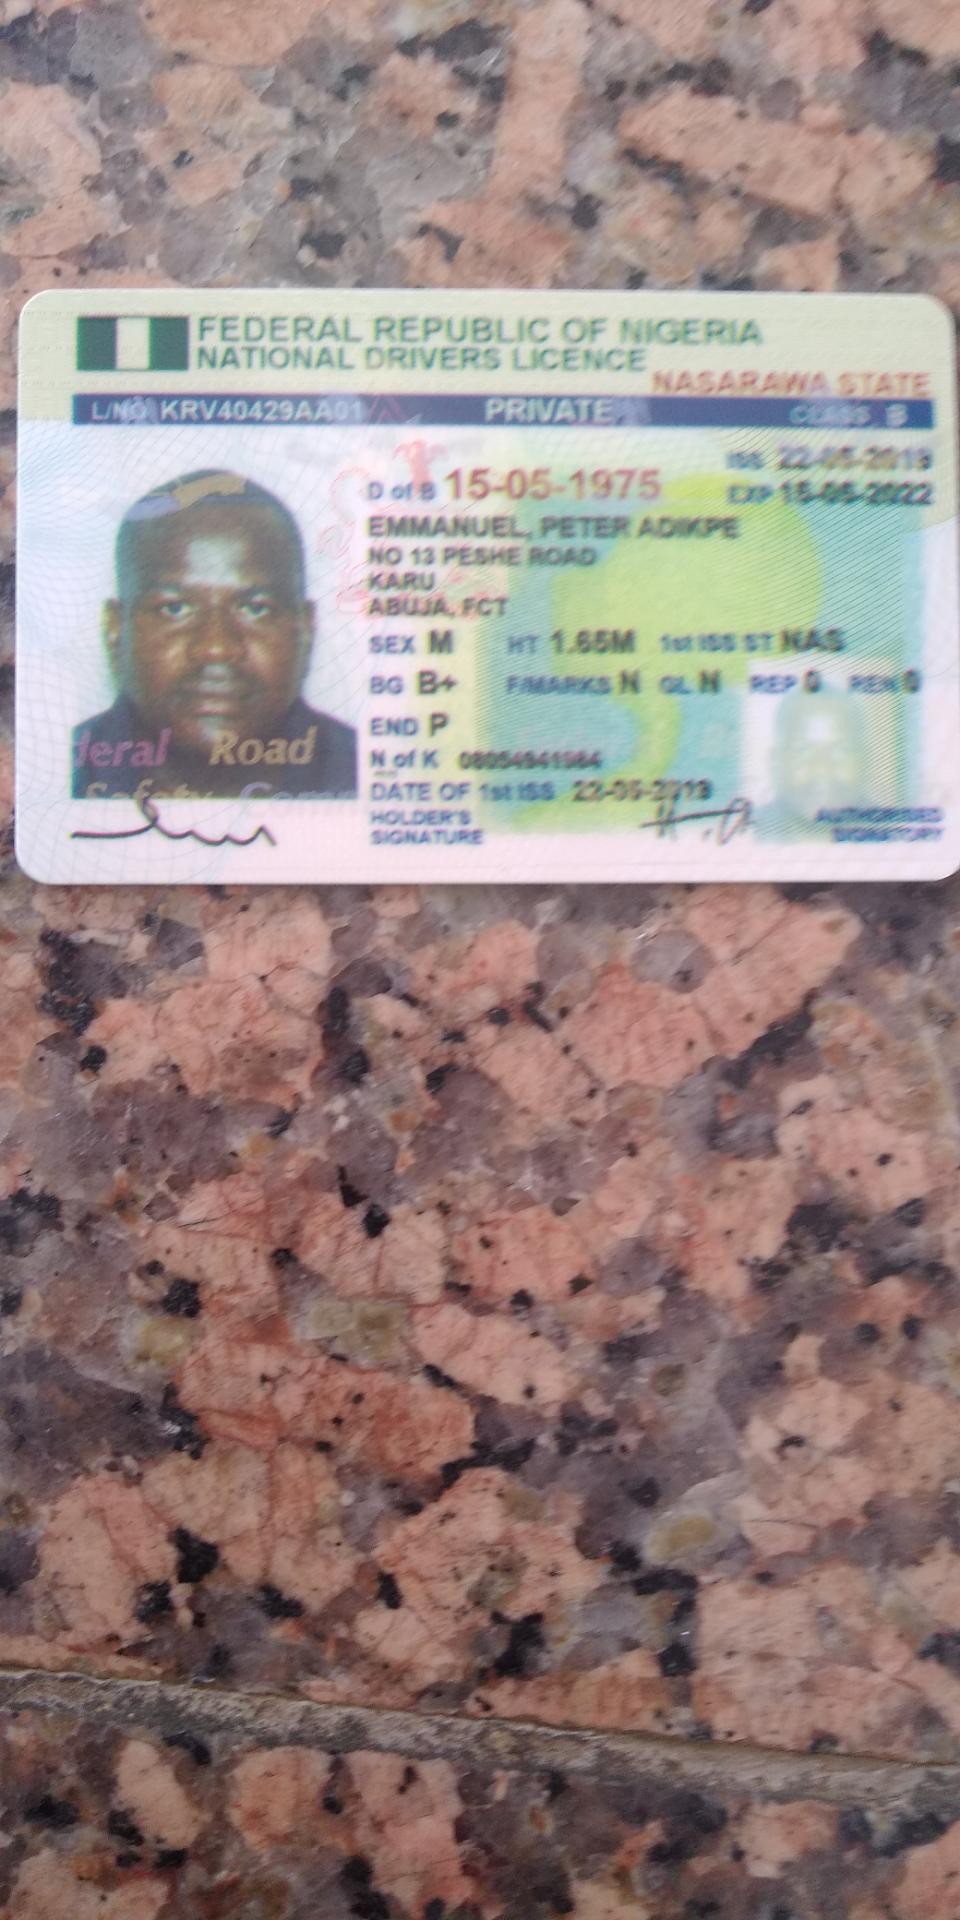 FEDERAL REPUBLIC OF NIGERIA
NATIONAL DRIVERS LICENCE
NASARAWA STATE
L/NO KRV40429AA01 PRIVATE CLASS B
ISS 22-05-2019
D of B 15-05-1975 EXP 15-05-2022
EMMANUEL, PETER ADIKPE
NO 13 PESHE ROAD
KARU
ABUJA, FCT
SEX M HT 1.65M 1st ISS ST NAS
BG B+ F/MARKS N GL N REP 0 REN 0
END P
N of K 08054941984
DATE OF 1st ISS 22-05-2019
HOLDER'S
SIGNATURE
AUTHORISED
SIGNATORY
deral Road
Safety